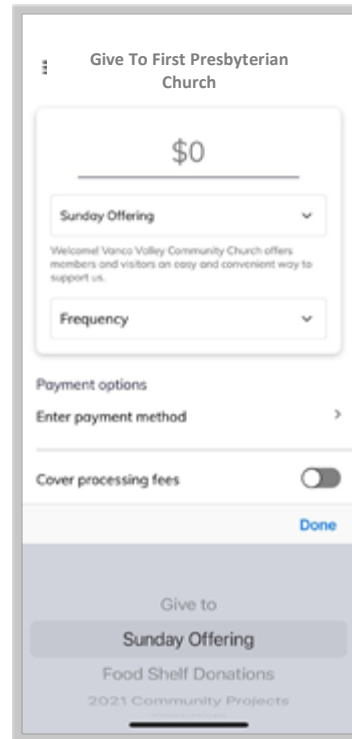 Give To First Presbyterian
Church
$0
Sunday Offering
Welcome! Vanco Valley Community Church offers
members and visitors an easy and convenient way to
support us.
Frequency
Payment options
Enter payment method
Cover processing fees
Done
Give to
Sunday Offering
Food Shelf Donations
2021 Community Projects